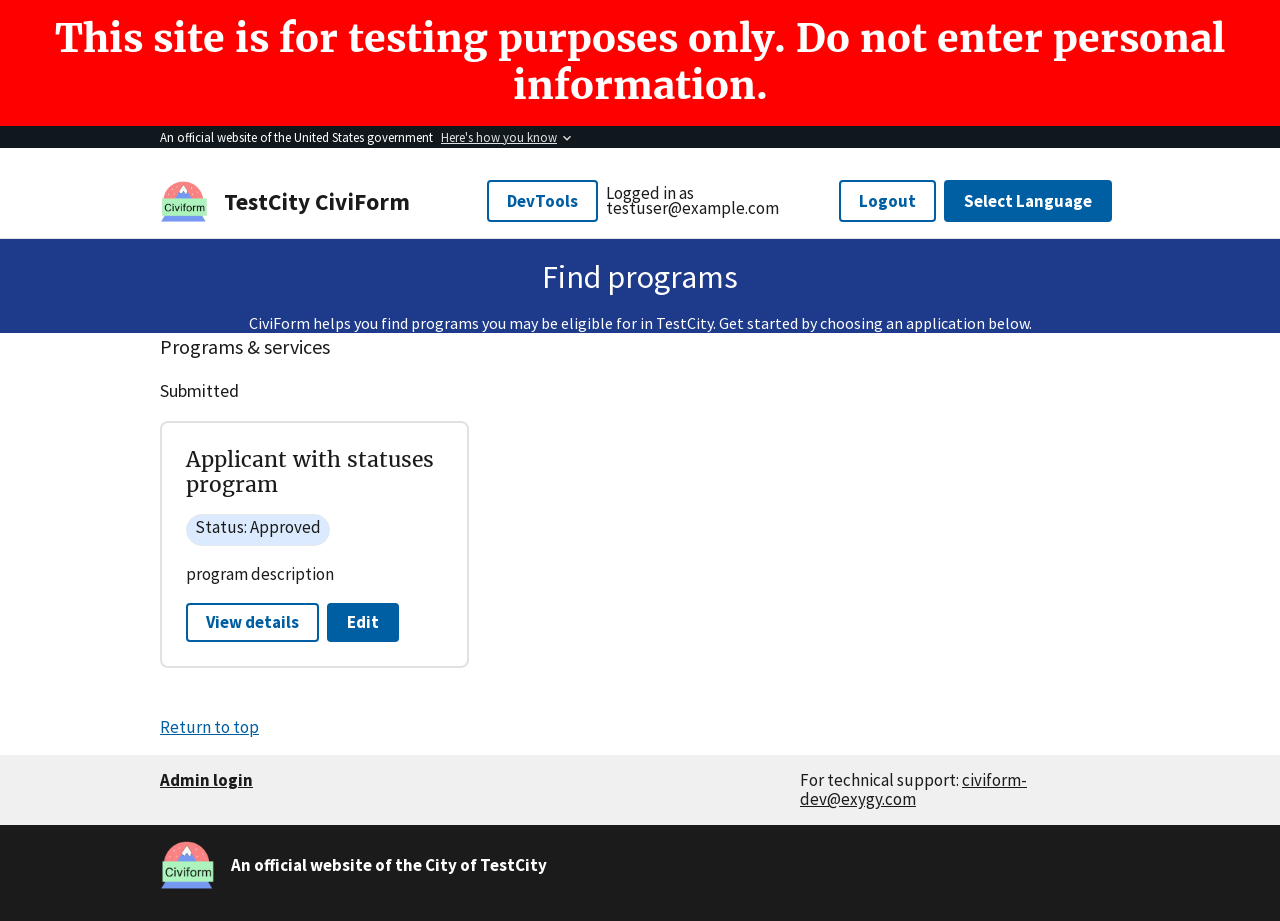 This site is for testing purposes only. Do not enter personal
information.
An official website of the United States government Here's how you know
Civiform
TestCity CiviForm
DevTools
Logged in as
testuser@example.com
Logout
Select Language
Find programs
CiviForm helps you find programs you may be eligible for in TestCity. Get started by choosing an application below.
Programs & services
Submitted
Applicant with statuses
program
Status: Approved
program description
View details
Edit
Return to top
Admin login
For technical support: civiform-
dev@exygy.com
Civiform
An official website of the City of TestCity